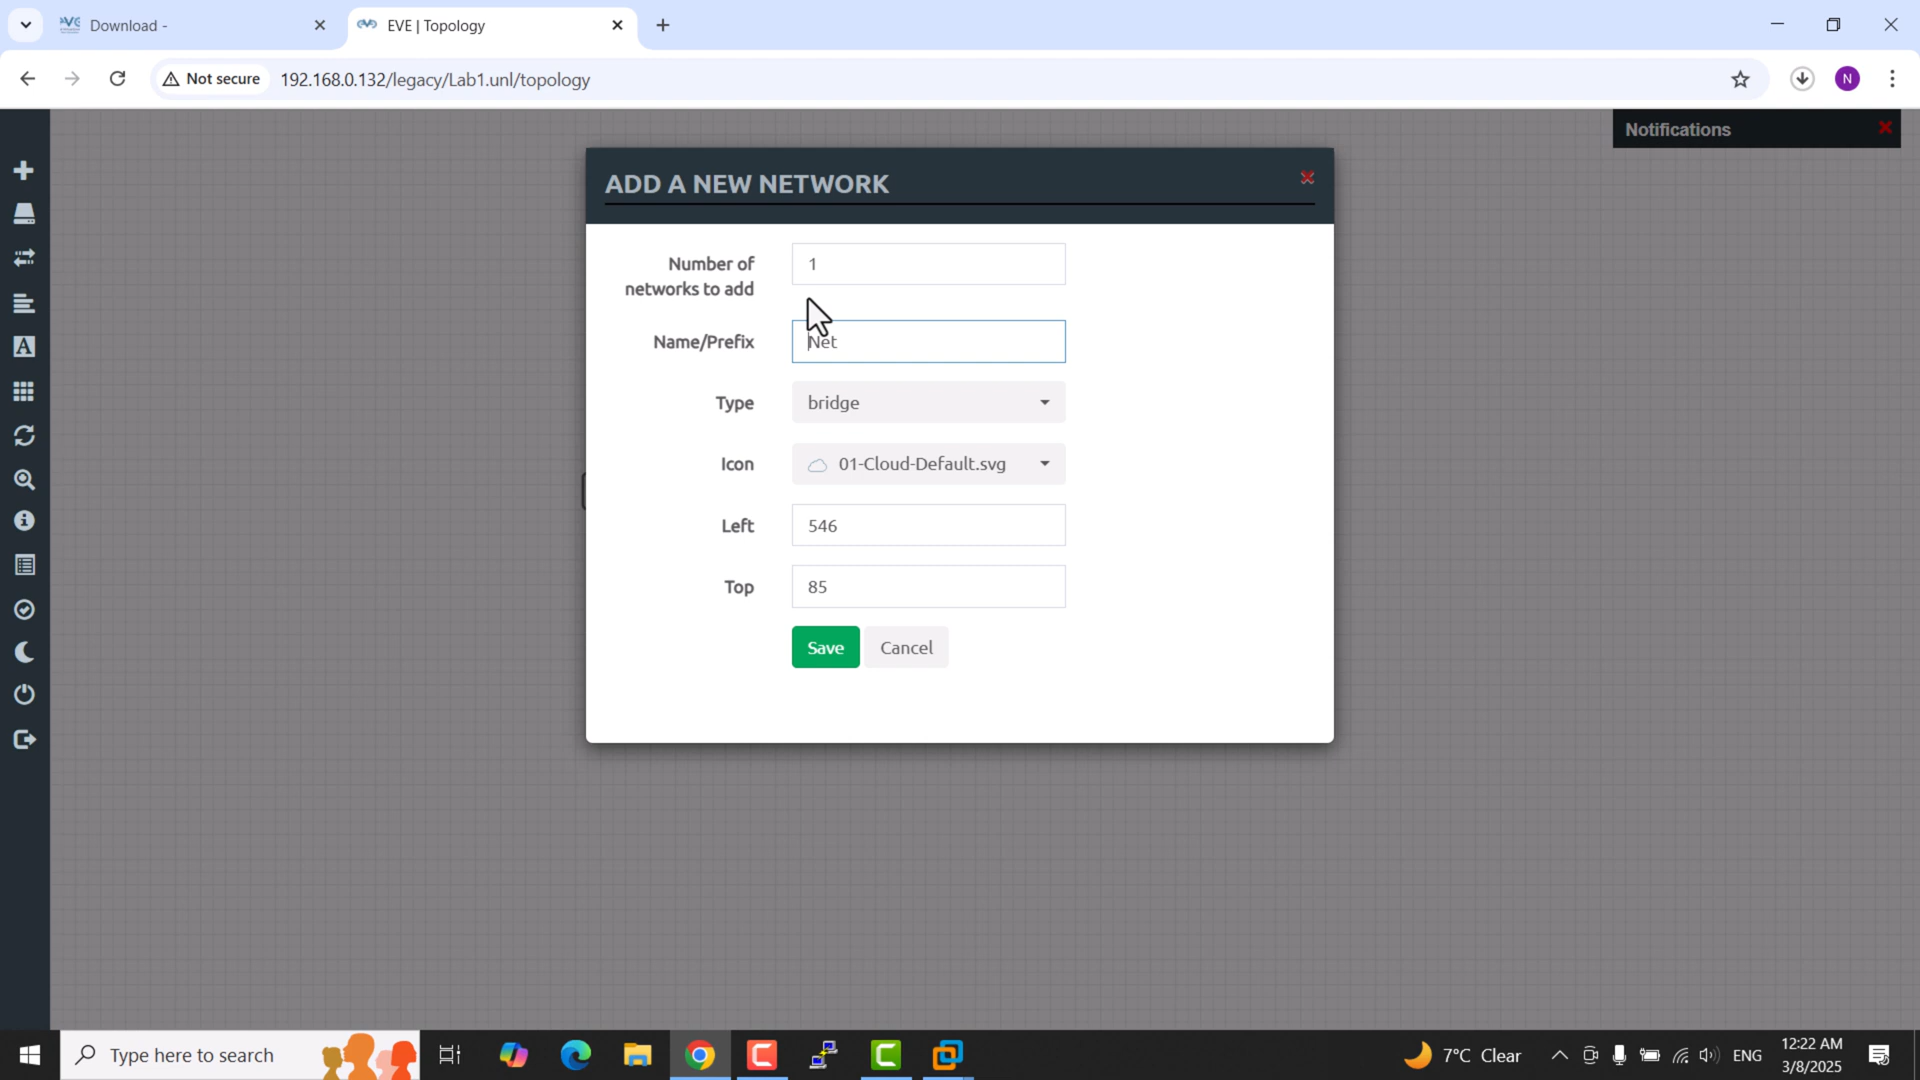 Download -
EVE | Topology
Not secure
192.168.0.132/legacy/Lab1.unl/topology
N
Notifications
ADD A NEW NETWORK
Number of
networks to add
1
Name/Prefix
Net
Type
bridge
Icon
01-Cloud-Default.svg
Left
546
Top
85
Save
Cancel
A
Type here to search
7°C Clear
ENG
12:22 AM
3/8/2025